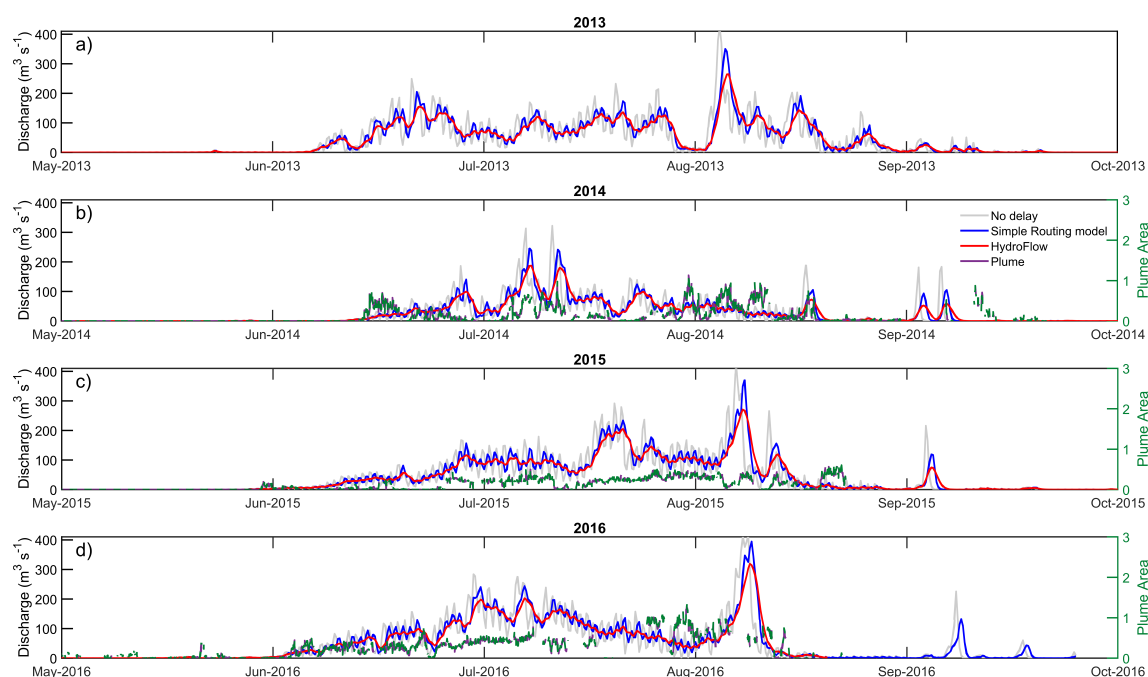 2013
a)
Discharge (m³ s⁻¹)
400
300
200
100
0
May-2013 Jun-2013 Jul-2013 Aug-2013 Sep-2013 Oct-2013
2014
b)
Discharge (m³ s⁻¹)
400
300
200
100
0
No delay
Simple Routing model
HydroFlow
Plume
3
2
1
0
Plume Area
May-2014 Jun-2014 Jul-2014 Aug-2014 Sep-2014 Oct-2014
2015
c)
Discharge (m³ s⁻¹)
400
300
200
100
0
3
2
1
0
Plume Area
May-2015 Jun-2015 Jul-2015 Aug-2015 Sep-2015 Oct-2015
2016
d)
Discharge (m³ s⁻¹)
400
300
200
100
0
3
2
1
0
Plume Area
May-2016 Jun-2016 Jul-2016 Aug-2016 Sep-2016 Oct-2016